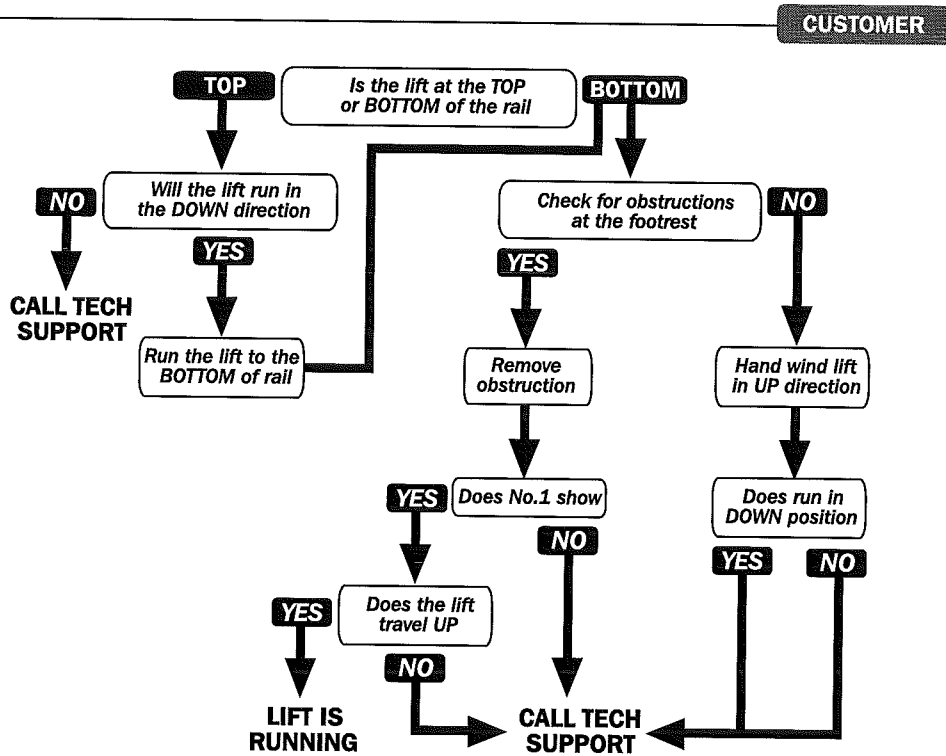 CUSTOMER
TOP
Is the lift at the TOP
or BOTTOM of the rail
BOTTOM
NO
Will the lift run in
the DOWN direction
Check for obstructions
at the footrest
NO
YES
YES
CALL TECH
SUPPORT
Run the lift to the
BOTTOM of rail
Remove
obstruction
Hand wind lift
in UP direction
YES
Does No.1 show
Does run in
DOWN position
NO
YES
NO
YES
Does the lift
travel UP
NO
LIFT IS
RUNNING
CALL TECH
SUPPORT